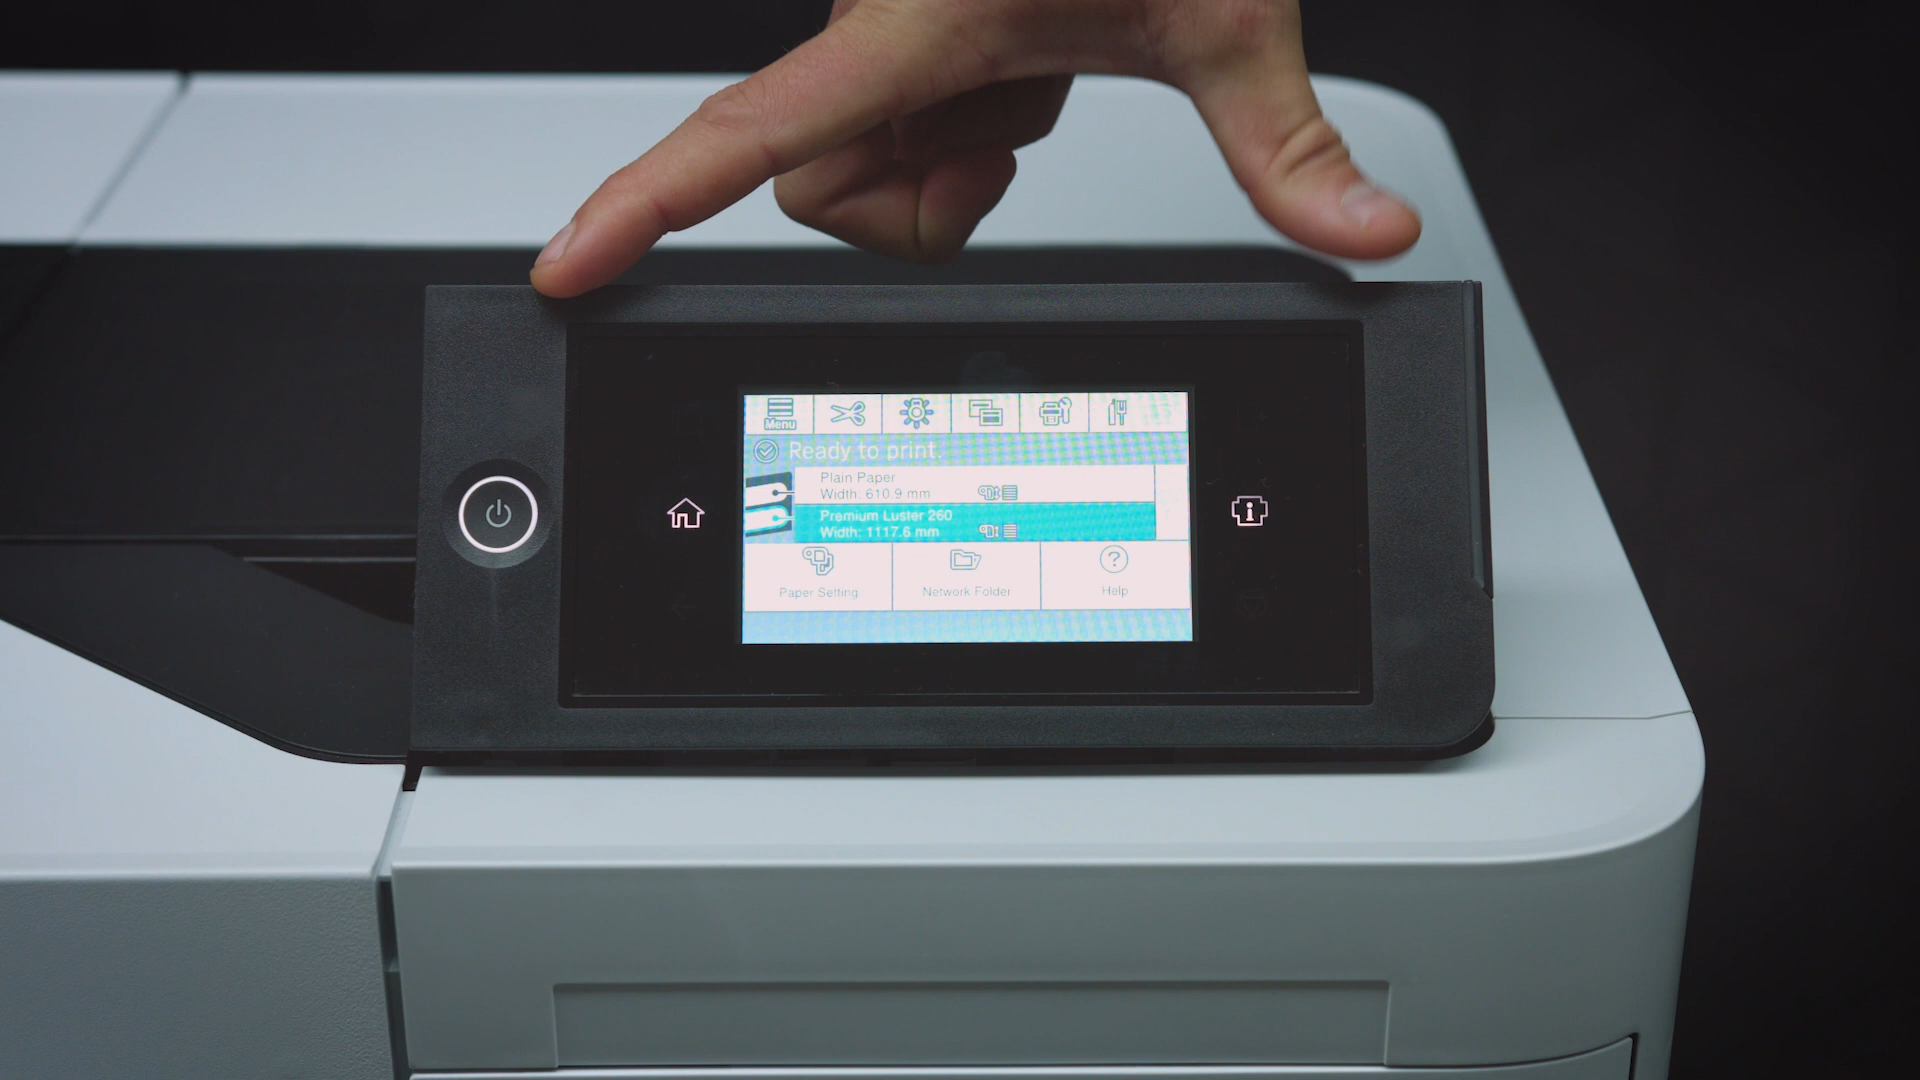 Menu
Ready to print.
Plain Paper
Width: 610.9 mm
Premium Luster 260
Width: 1117.6 mm
Paper Setting
Network Folder
Help